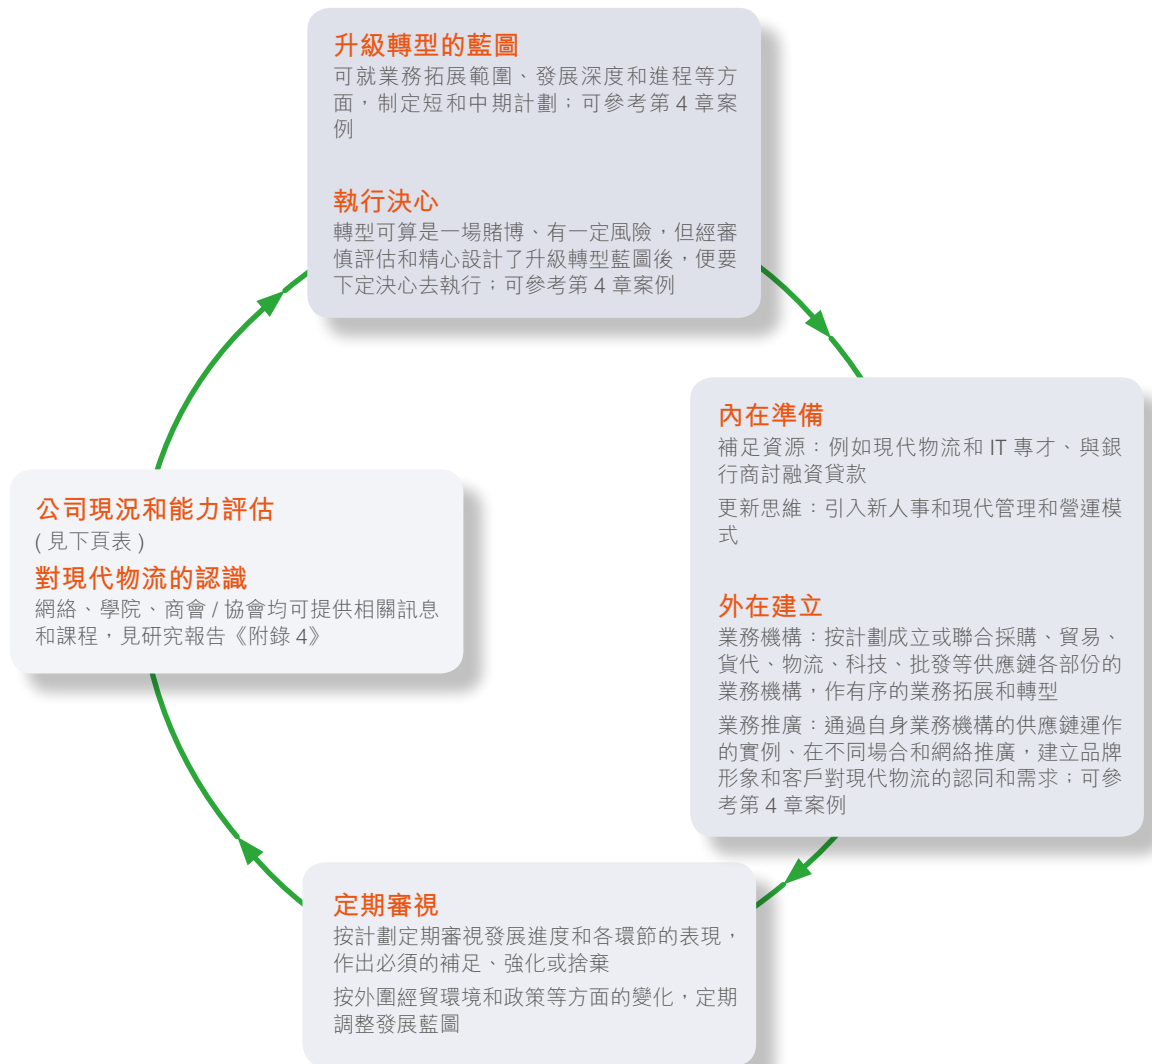 升級轉型的藍圖
可就業務拓展範圍、發展深度和進程等方
面，制定短和中期計劃；可參考第 4 章案
例
執行決心
轉型可算是一場賭博、有一定風險，但經審
慎評估和精心設計了升級轉型藍圖後，便要
下定決心去執行；可參考第 4 章案例
內在準備
補足資源：例如現代物流和 IT 專才、與銀
行商討融資貸款
更新思維：引入新人事和現代管理和營運模
式
外在建立
業務機構：按計劃成立或聯合採購、貿易、
貨代、物流、科技、批發等供應鏈各部份的
業務機構，作有序的業務拓展和轉型
業務推廣：通過自身業務機構的供應鏈運作
的實例、在不同場合和網絡推廣，建立品牌
形象和客戶對現代物流的認同和需求；可參
考第 4 章案例
公司現況和能力評估
( 見下頁表 )
對現代物流的認識
網絡、學院、商會 / 協會均可提供相關訊息
和課程，見研究報告《附錄 4》
定期審視
按計劃定期審視發展進度和各環節的表現，
作出必須的補足、強化或捨棄
按外圍經貿環境和政策等方面的變化，定期
調整發展藍圖